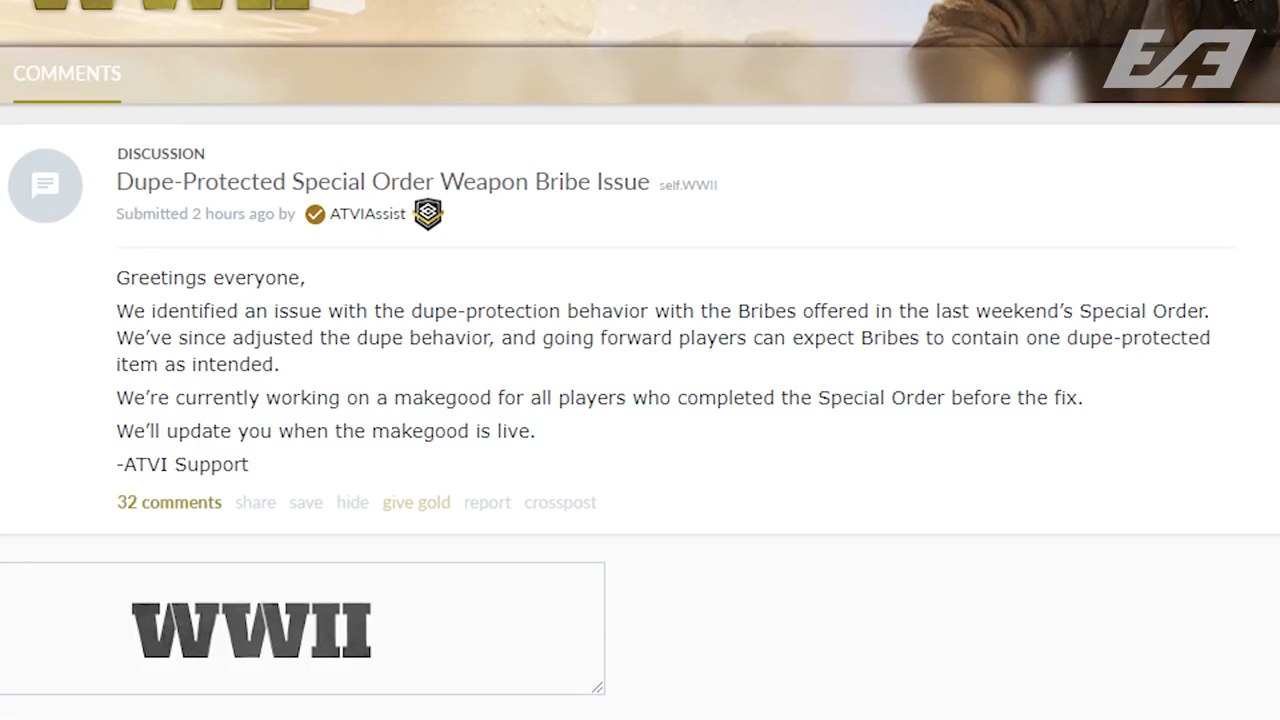 WWII
COMMENTS
DISCUSSION
Dupe-Protected Special Order Weapon Bribe Issue self.WWII
Submitted 2 hours ago by ATVIAssist
Greetings everyone,
We identified an issue with the dupe-protection behavior with the Bribes offered in the last weekend’s Special Order.
We’ve since adjusted the dupe behavior, and going forward players can expect Bribes to contain one dupe-protected
item as intended.
We’re currently working on a makegood for all players who completed the Special Order before the fix.
We’ll update you when the makegood is live.
-ATVI Support
32 comments share save hide give gold report crosspost
WWII